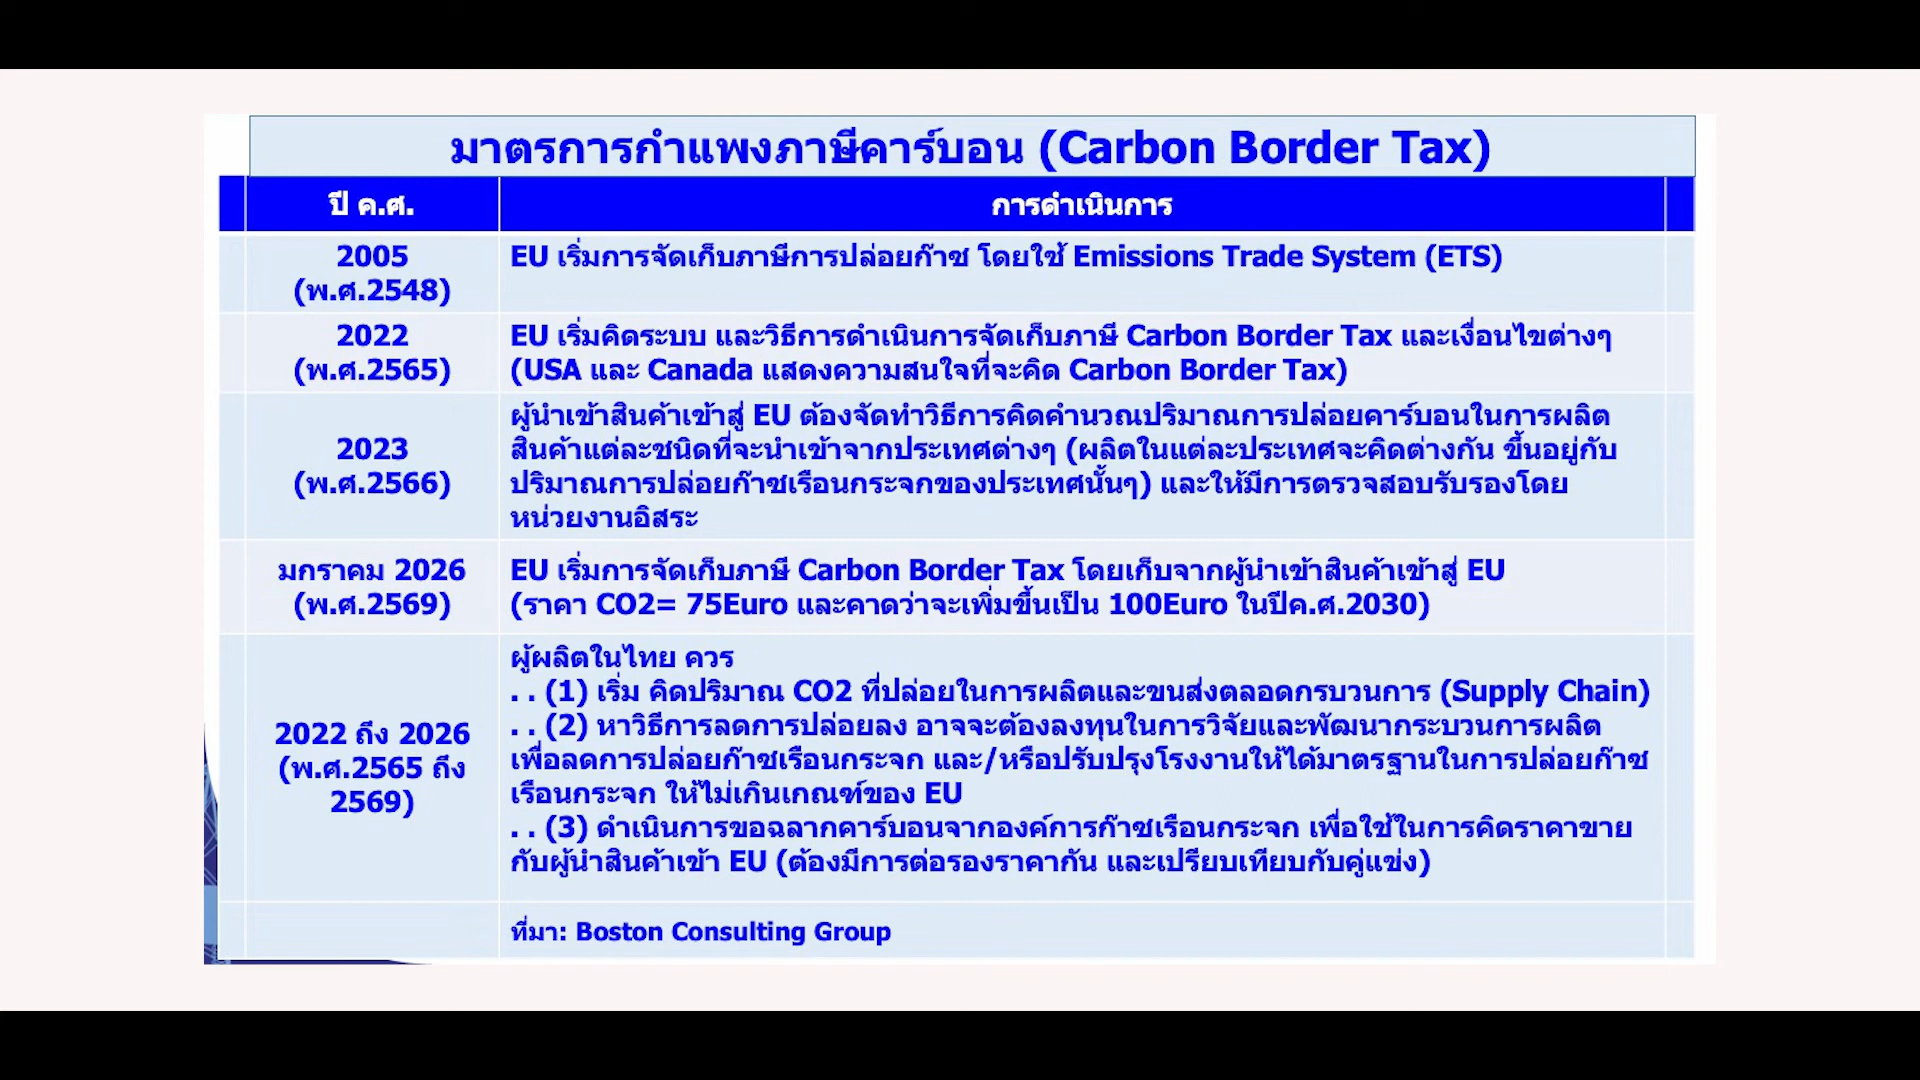 มาตรการกำแพงภาษีคาร์บอน (Carbon Border Tax)
ปี ค.ศ.
การดำเนินการ
2005
(พ.ศ.2548)
EU เริ่มการจัดเก็บภาษีการปล่อยก๊าซ โดยใช้ Emissions Trade System (ETS)
2022
(พ.ศ.2565)
EU เริ่มคิดระบบ และวิธีการดำเนินการจัดเก็บภาษี Carbon Border Tax และเงื่อนไขต่างๆ
(USA และ Canada แสดงความสนใจที่จะคิด Carbon Border Tax)
2023
(พ.ศ.2566)
ผู้นำเข้าสินค้าเข้าสู่ EU ต้องจัดทำวิธีการคิดคำนวณปริมาณการปล่อยคาร์บอนในการผลิต
สินค้าแต่ละชนิดที่จะนำเข้าจากประเทศต่างๆ (ผลิตในแต่ละประเทศจะคิดต่างกัน ขึ้นอยู่กับ
ปริมาณการปล่อยก๊าซเรือนกระจกของประเทศนั้นๆ) และให้มีการตรวจสอบรับรองโดย
หน่วยงานอิสระ
มกราคม 2026
(พ.ศ.2569)
EU เริ่มการจัดเก็บภาษี Carbon Border Tax โดยเก็บจากผู้นำเข้าสินค้าเข้าสู่ EU
(ราคา CO2= 75Euro และคาดว่าจะเพิ่มขึ้นเป็น 100Euro ในปีค.ศ.2030)
2022 ถึง 2026
(พ.ศ.2565 ถึง
2569)
ผู้ผลิตในไทย ควร
. . (1) เริ่ม คิดปริมาณ CO2 ที่ปล่อยในการผลิตและขนส่งตลอดกรบวนการ (Supply Chain)
. . (2) หาวิธีการลดการปล่อยลง อาจจะต้องลงทุนในการวิจัยและพัฒนากระบวนการผลิต
เพื่อลดการปล่อยก๊าซเรือนกระจก และ/หรือปรับปรุงโรงงานให้ได้มาตรฐานในการปล่อยก๊าซ
เรือนกระจก ให้ไม่เกินเกณฑ์ของ EU
. . (3) ดำเนินการขอฉลากคาร์บอนจากองค์การก๊าซเรือนกระจก เพื่อใช้ในการคิดราคาขาย
กับผู้นำสินค้าเข้า EU (ต้องมีการต่อรองราคากัน และเปรียบเทียบกับคู่แข่ง)
ที่มา: Boston Consulting Group